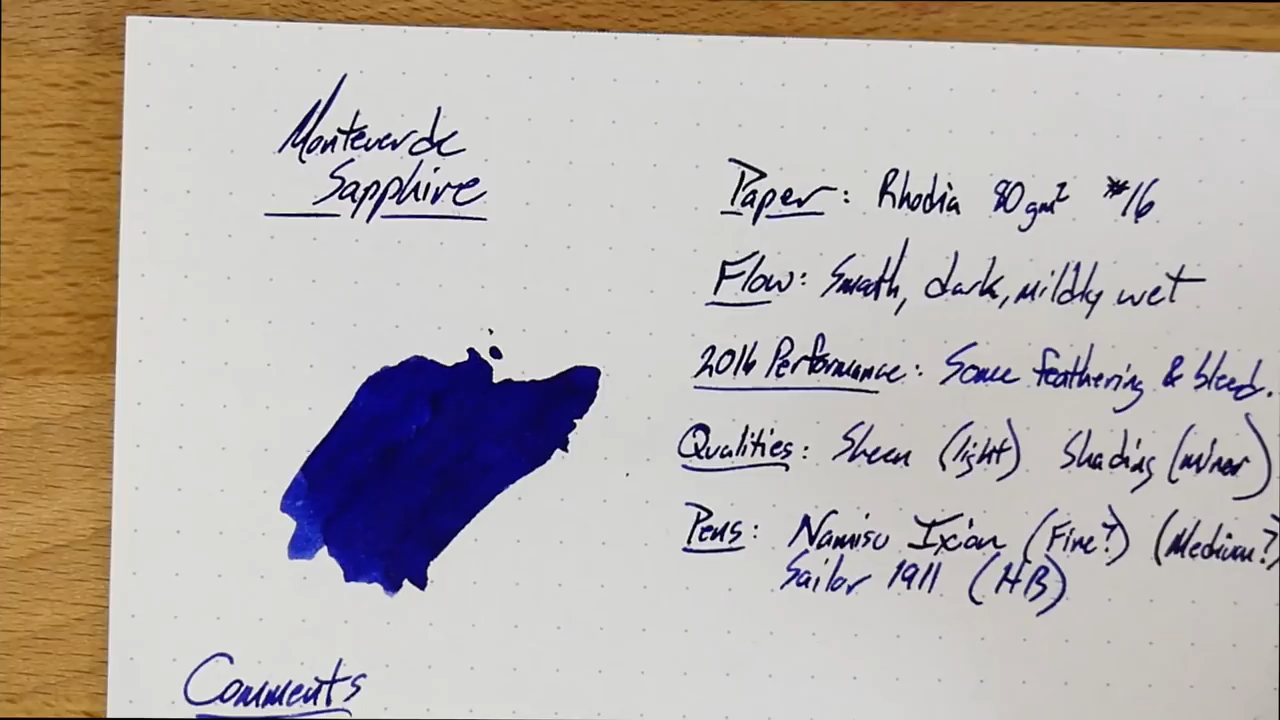 Monteverde
Sapphire
Paper: Rhodia 80gm² #16
Flow: Smooth, dark, mildly wet
2016 Performance: Some feathering & bleed.
Qualities: Sheen (light) Shading (minor)
Pens: Namisu Ixion (Fine?) (Medium?)
Sailor 1911 (HB)
Comments